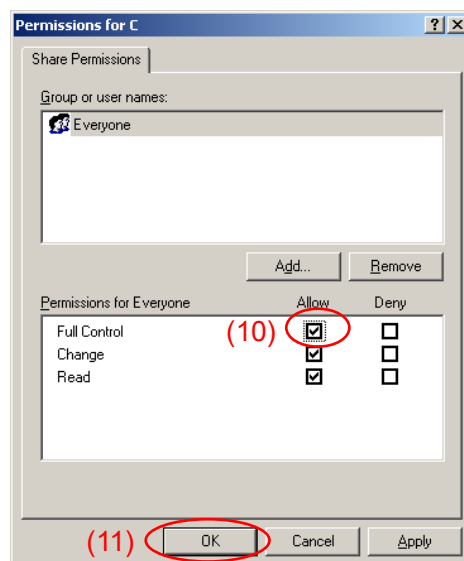 Permissions for C
Share Permissions
Group or user names:
Everyone
Add... Remove
Permissions for Everyone Allow Deny
Full Control (10)
Change
Read
(11) OK Cancel Apply